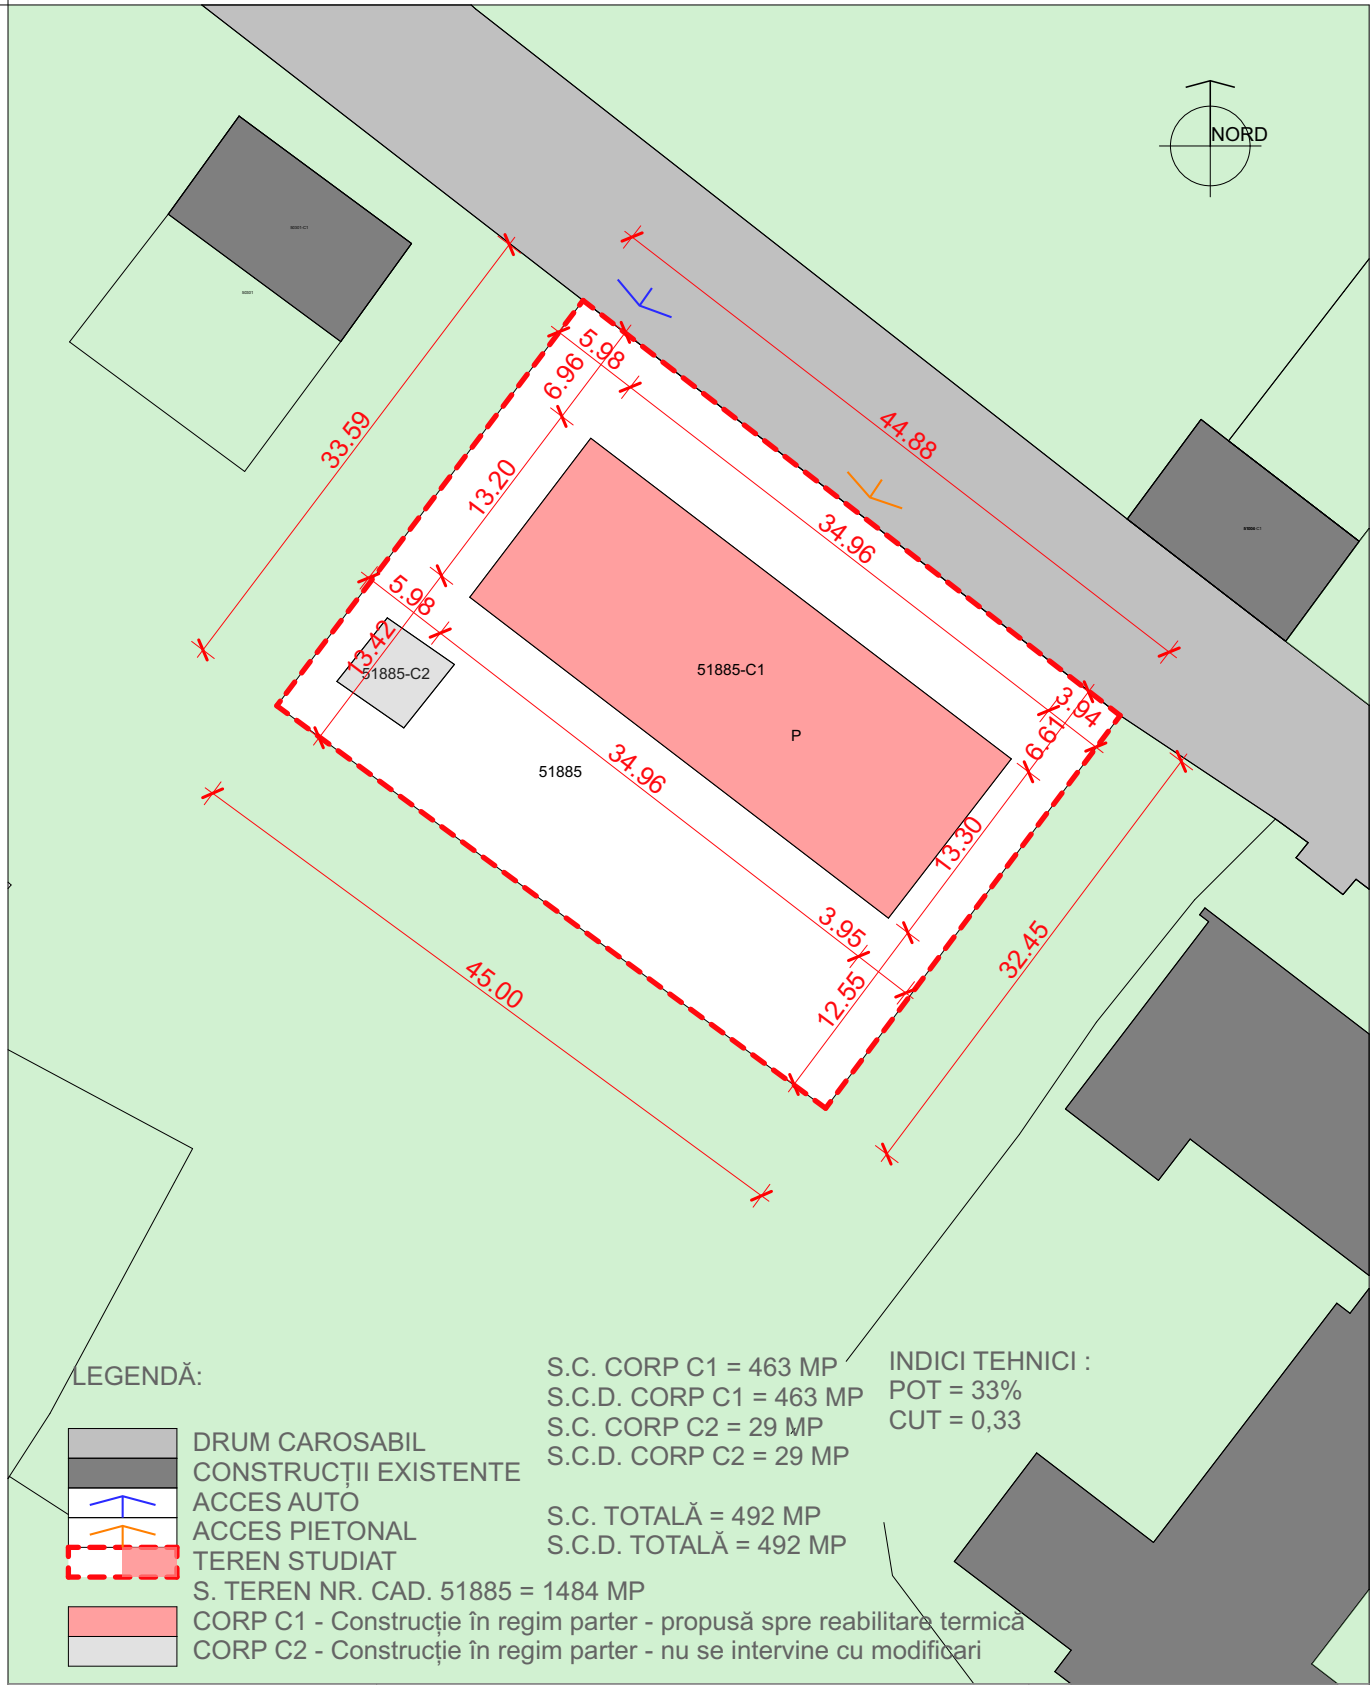 NORD
5.98
6.96
33.59
44.88
13.20
34.96
5.98
13.42
51885-C2
51885-C1
3.94
P
6.61
51885
34.96
13.30
3.95
32.45
45.00
12.55
LEGENDĂ:
DRUM CAROSABIL
CONSTRUCȚII EXISTENTE
ACCES AUTO
ACCES PIETONAL
TEREN STUDIAT
S. TEREN NR. CAD. 51885 = 1484 MP
CORP C1 - Construcție în regim parter - propusă spre reabilitare termică
CORP C2 - Construcție în regim parter - nu se intervine cu modificari
S.C. CORP C1 = 463 MP
S.C.D. CORP C1 = 463 MP
S.C. CORP C2 = 29 MP
S.C.D. CORP C2 = 29 MP
S.C. TOTALĂ = 492 MP
S.C.D. TOTALĂ = 492 MP
INDICI TEHNICI :
POT = 33%
CUT = 0,33